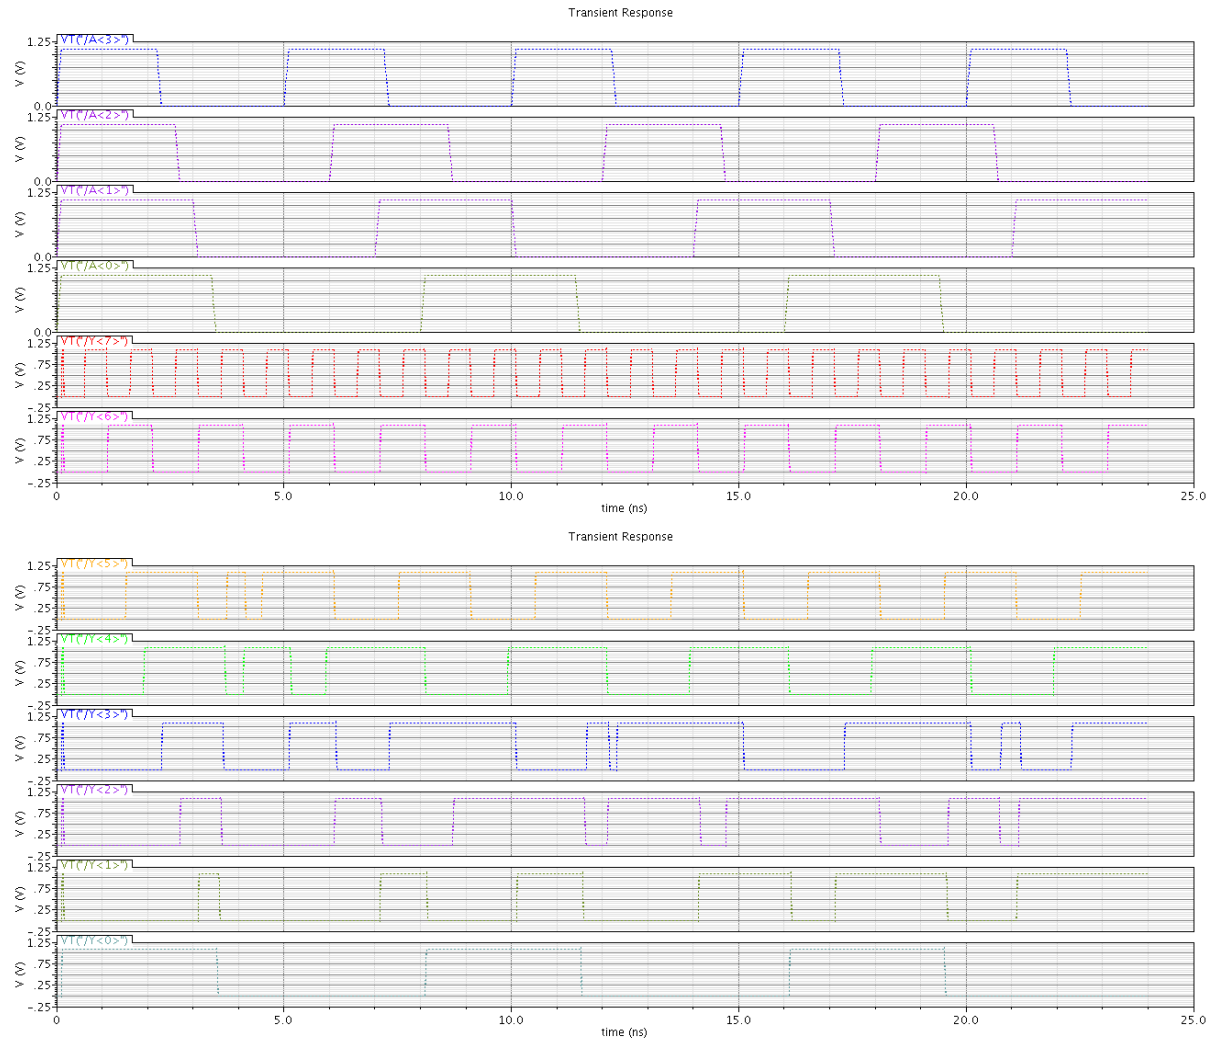 Transient Response
VT("/A<3>")
1.25
V (V)
0.0
VT("/A<2>")
1.25
V (V)
0.0
VT("/A<1>")
1.25
V (V)
0.0
VT("/A<0>")
1.25
V (V)
0.0
VT("/Y<7>")
1.25
.75
V (V)
.25
-.25
VT("/Y<6>")
1.25
.75
V (V)
.25
-.25
0 5.0 10.0 15.0 20.0 25.0
time (ns)
Transient Response
VT("/Y<5>")
1.25
.75
V (V)
.25
-.25
VT("/Y<4>")
1.25
.75
V (V)
.25
-.25
VT("/Y<3>")
1.25
.75
V (V)
.25
-.25
VT("/Y<2>")
1.25
.75
V (V)
.25
-.25
VT("/Y<1>")
1.25
.75
V (V)
.25
-.25
VT("/Y<0>")
1.25
.75
V (V)
.25
-.25
0 5.0 10.0 15.0 20.0 25.0
time (ns)